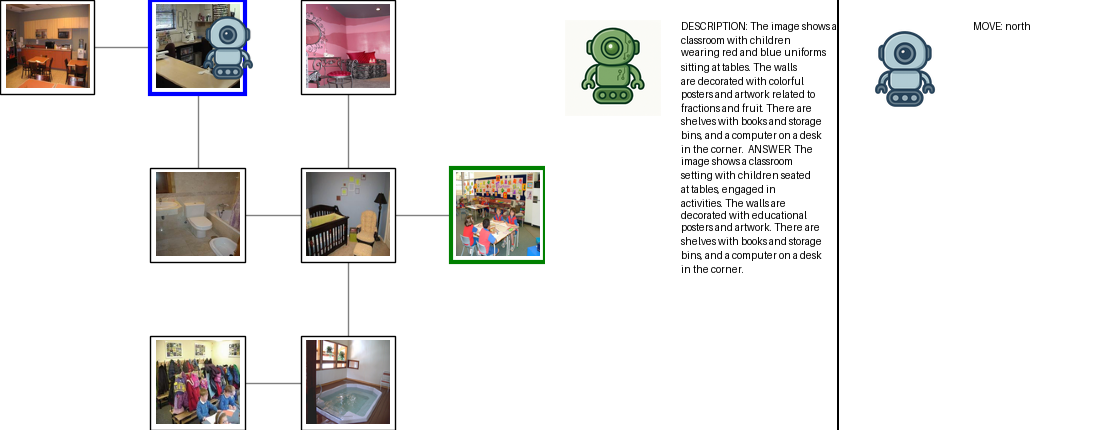 DESCRIPTION: The image shows a
classroom with children
wearing red and blue uniforms
sitting at tables. The walls
are decorated with colorful
posters and artwork related to
fractions and fruit. There are
shelves with books and storage
bins, and a computer on a desk
in the corner. ANSWER: The
image shows a classroom
setting with children seated
at tables, engaged in
activities. The walls are
decorated with educational
posters and artwork. There are
shelves with books and storage
bins, and a computer on a desk
in the corner.
MOVE: north